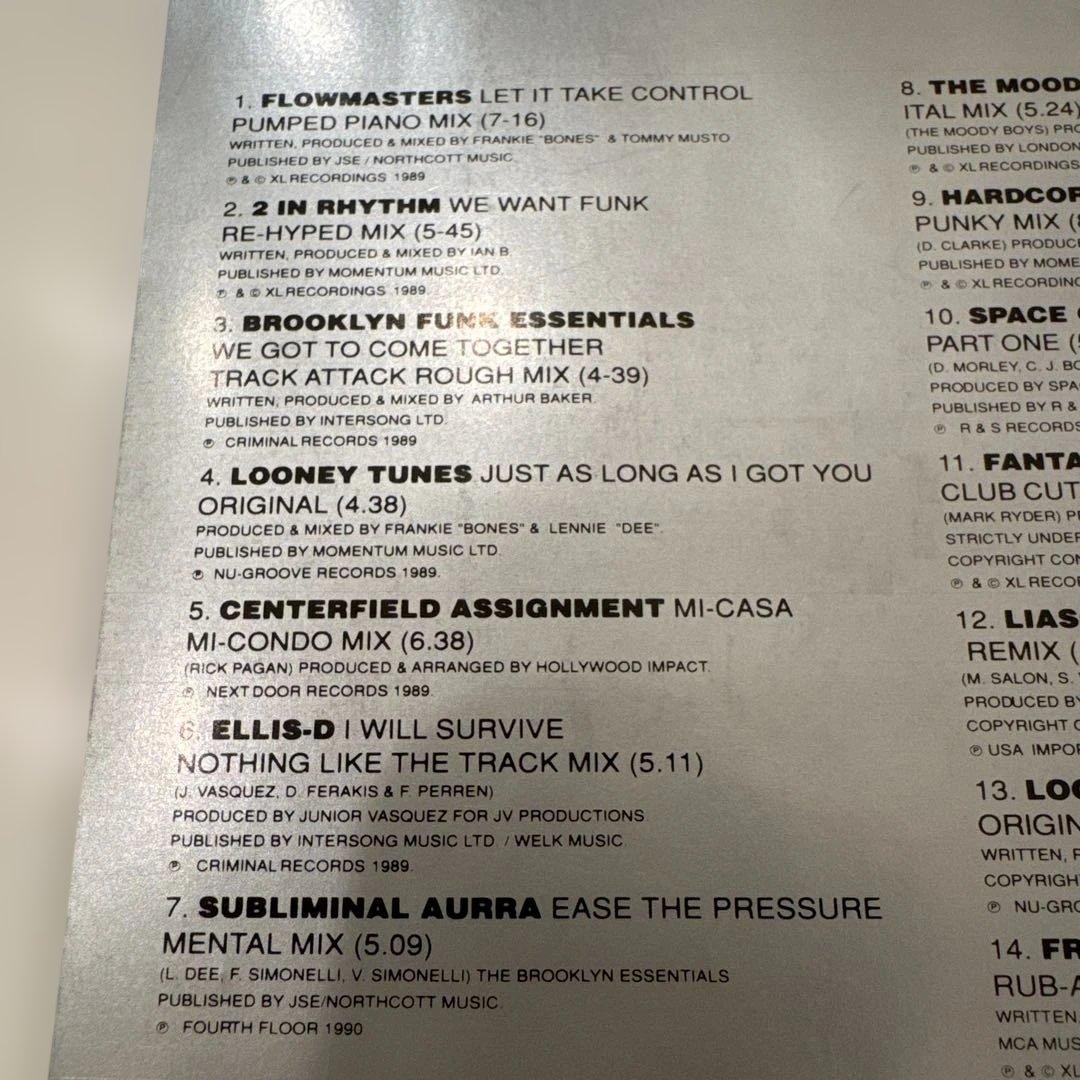 1. FLOWMASTERS LET IT TAKE CONTROL
PUMPED PIANO MIX (7-16)
WRITTEN, PRODUCED & MIXED BY FRANKIE "BONES" & TOMMY MUSTO
PUBLISHED BY JSE / NORTHCOTT MUSIC.
℗ & © XL RECORDINGS 1989
2. 2 IN RHYTHM WE WANT FUNK
RE-HYPED MIX (5-45)
WRITTEN, PRODUCED & MIXED BY IAN B
PUBLISHED BY MOMENTUM MUSIC LTD.
℗ & © XL RECORDINGS 1989
3. BROOKLYN FUNK ESSENTIALS
WE GOT TO COME TOGETHER
TRACK ATTACK ROUGH MIX (4-39)
WRITTEN, PRODUCED & MIXED BY ARTHUR BAKER.
PUBLISHED BY INTERSONG LTD.
℗ CRIMINAL RECORDS 1989
4. LOONEY TUNES JUST AS LONG AS I GOT YOU
ORIGINAL (4.38)
PRODUCED & MIXED BY FRANKIE "BONES" & LENNIE "DEE".
PUBLISHED BY MOMENTUM MUSIC LTD.
℗ NU-GROOVE RECORDS 1989.
5. CENTERFIELD ASSIGNMENT MI-CASA
MI-CONDO MIX (6.38)
(RICK PAGAN) PRODUCED & ARRANGED BY HOLLYWOOD IMPACT.
℗ NEXT DOOR RECORDS 1989.
6. ELLIS-D I WILL SURVIVE
NOTHING LIKE THE TRACK MIX (5.11)
(J. VASQUEZ, D. FERAKIS & F. PERREN)
PRODUCED BY JUNIOR VASQUEZ FOR JV PRODUCTIONS
PUBLISHED BY INTERSONG MUSIC LTD. / WELK MUSIC.
℗ CRIMINAL RECORDS 1989.
7. SUBLIMINAL AURRA EASE THE PRESSURE
MENTAL MIX (5.09)
(L. DEE, F. SIMONELLI, V. SIMONELLI) THE BROOKLYN ESSENTIALS
PUBLISHED BY JSE/NORTHCOTT MUSIC.
℗ FOURTH FLOOR 1990
8. THE MOOD
ITAL MIX (5.24)
(THE MOODY BOYS) PRO
PUBLISHED BY LONDON
℗ & © XL RECORDINGS
9. HARDCOR
PUNKY MIX (
(D. CLARKE) PRODUC
PUBLISHED BY MOME
℗ & © XL RECORDING
10. SPACE
PART ONE (
(D. MORLEY, C. J. BO
PRODUCED BY SPA
PUBLISHED BY R &
℗ R & S RECORDS
11. FANTA
CLUB CUT
(MARK RYDER) P
STRICTLY UNDER
COPYRIGHT CON
℗ & © XL RECOR
12. LIAS
REMIX (
(M. SALON, S.
PRODUCED BY
COPYRIGHT C
℗ USA IMPOR
13. LOO
ORIGIN
WRITTEN, P
COPYRIGH
℗ NU-GRO
14. FR
RUB-A
WRITTEN
MCA MUS
℗ & © XL